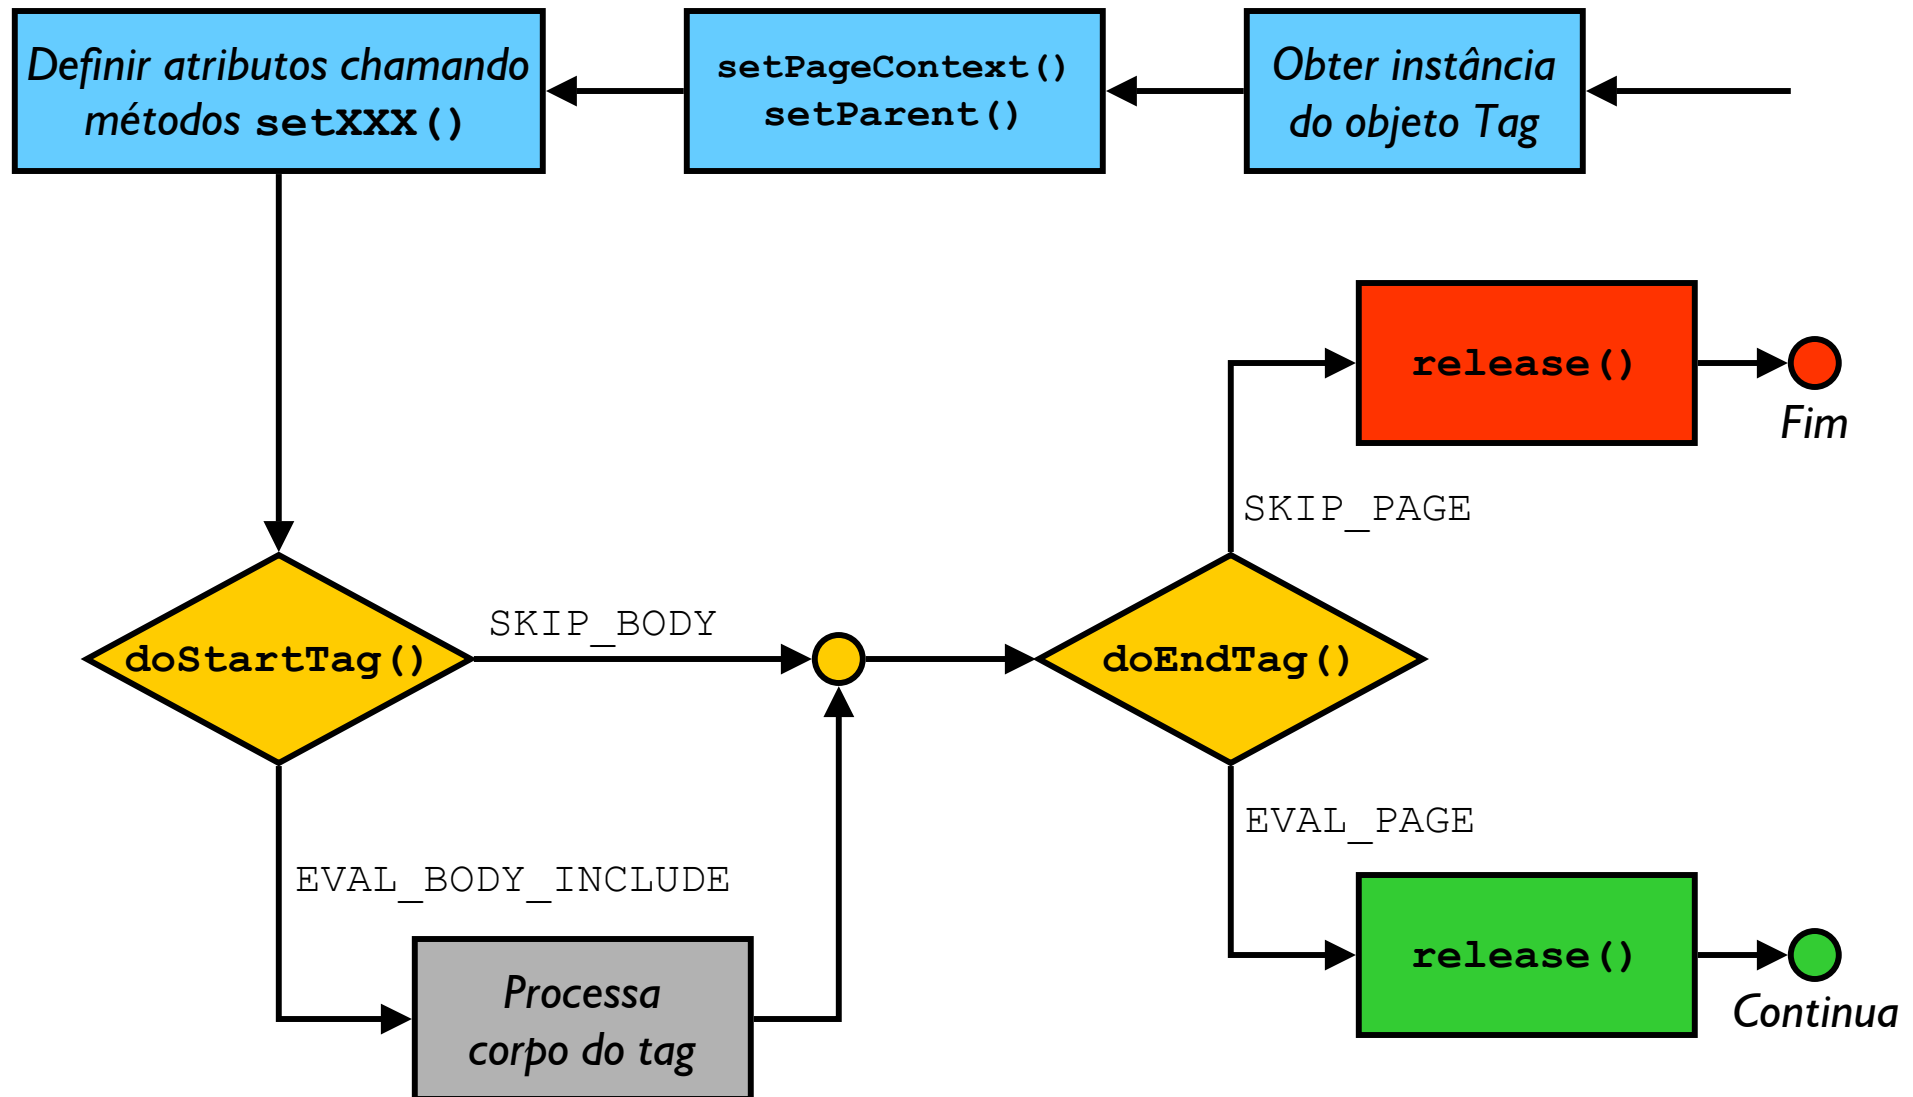 Definir atributos chamando
métodos setXXX()
setPageContext()
setParent()
Obter instância
do objeto Tag
release()
Fim
SKIP_PAGE
doStartTag()
SKIP_BODY
doEndTag()
EVAL_PAGE
EVAL_BODY_INCLUDE
Processa
corpo do tag
release()
Continua